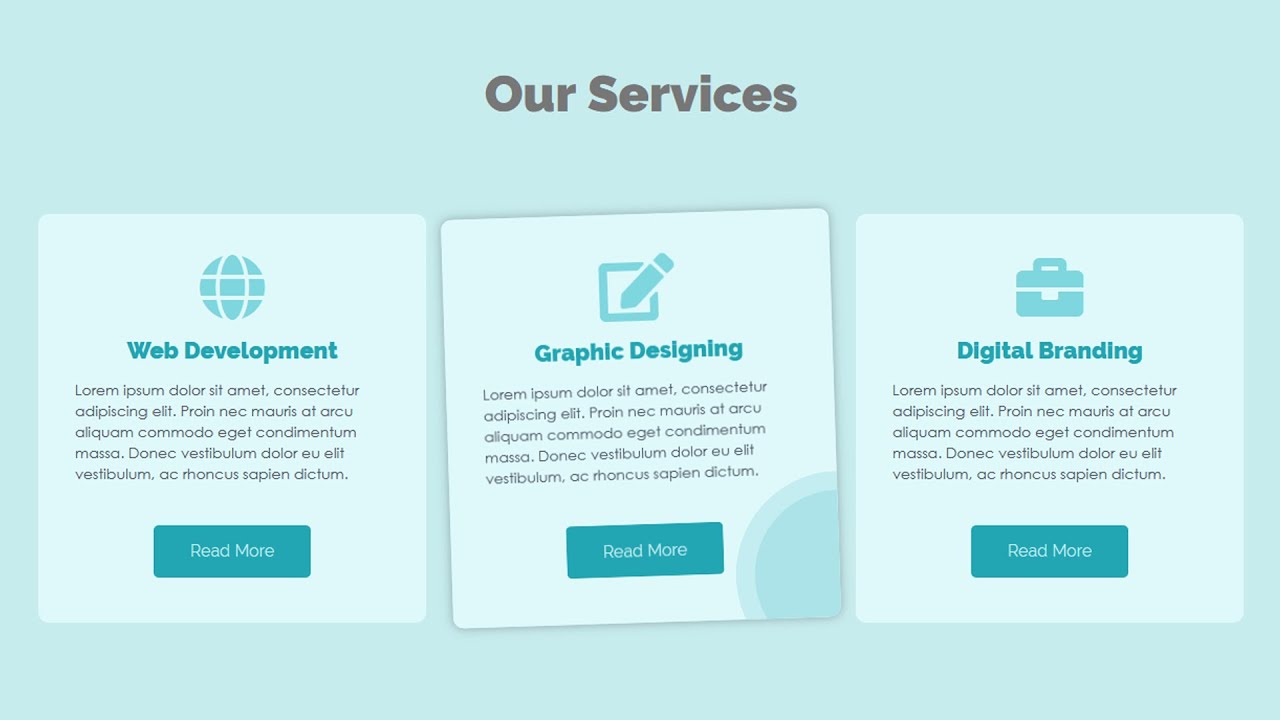 Our Services
Web Development
Lorem ipsum dolor sit amet, consectetur
adipiscing elit. Proin nec mauris at arcu
aliquam commodo eget condimentum
massa. Donec vestibulum dolor eu elit
vestibulum, ac rhoncus sapien dictum.
Read More
Graphic Designing
Lorem ipsum dolor sit amet, consectetur
adipiscing elit. Proin nec mauris at arcu
aliquam commodo eget condimentum
massa. Donec vestibulum dolor eu elit
vestibulum, ac rhoncus sapien dictum.
Read More
Digital Branding
Lorem ipsum dolor sit amet, consectetur
adipiscing elit. Proin nec mauris at arcu
aliquam commodo eget condimentum
massa. Donec vestibulum dolor eu elit
vestibulum, ac rhoncus sapien dictum.
Read More